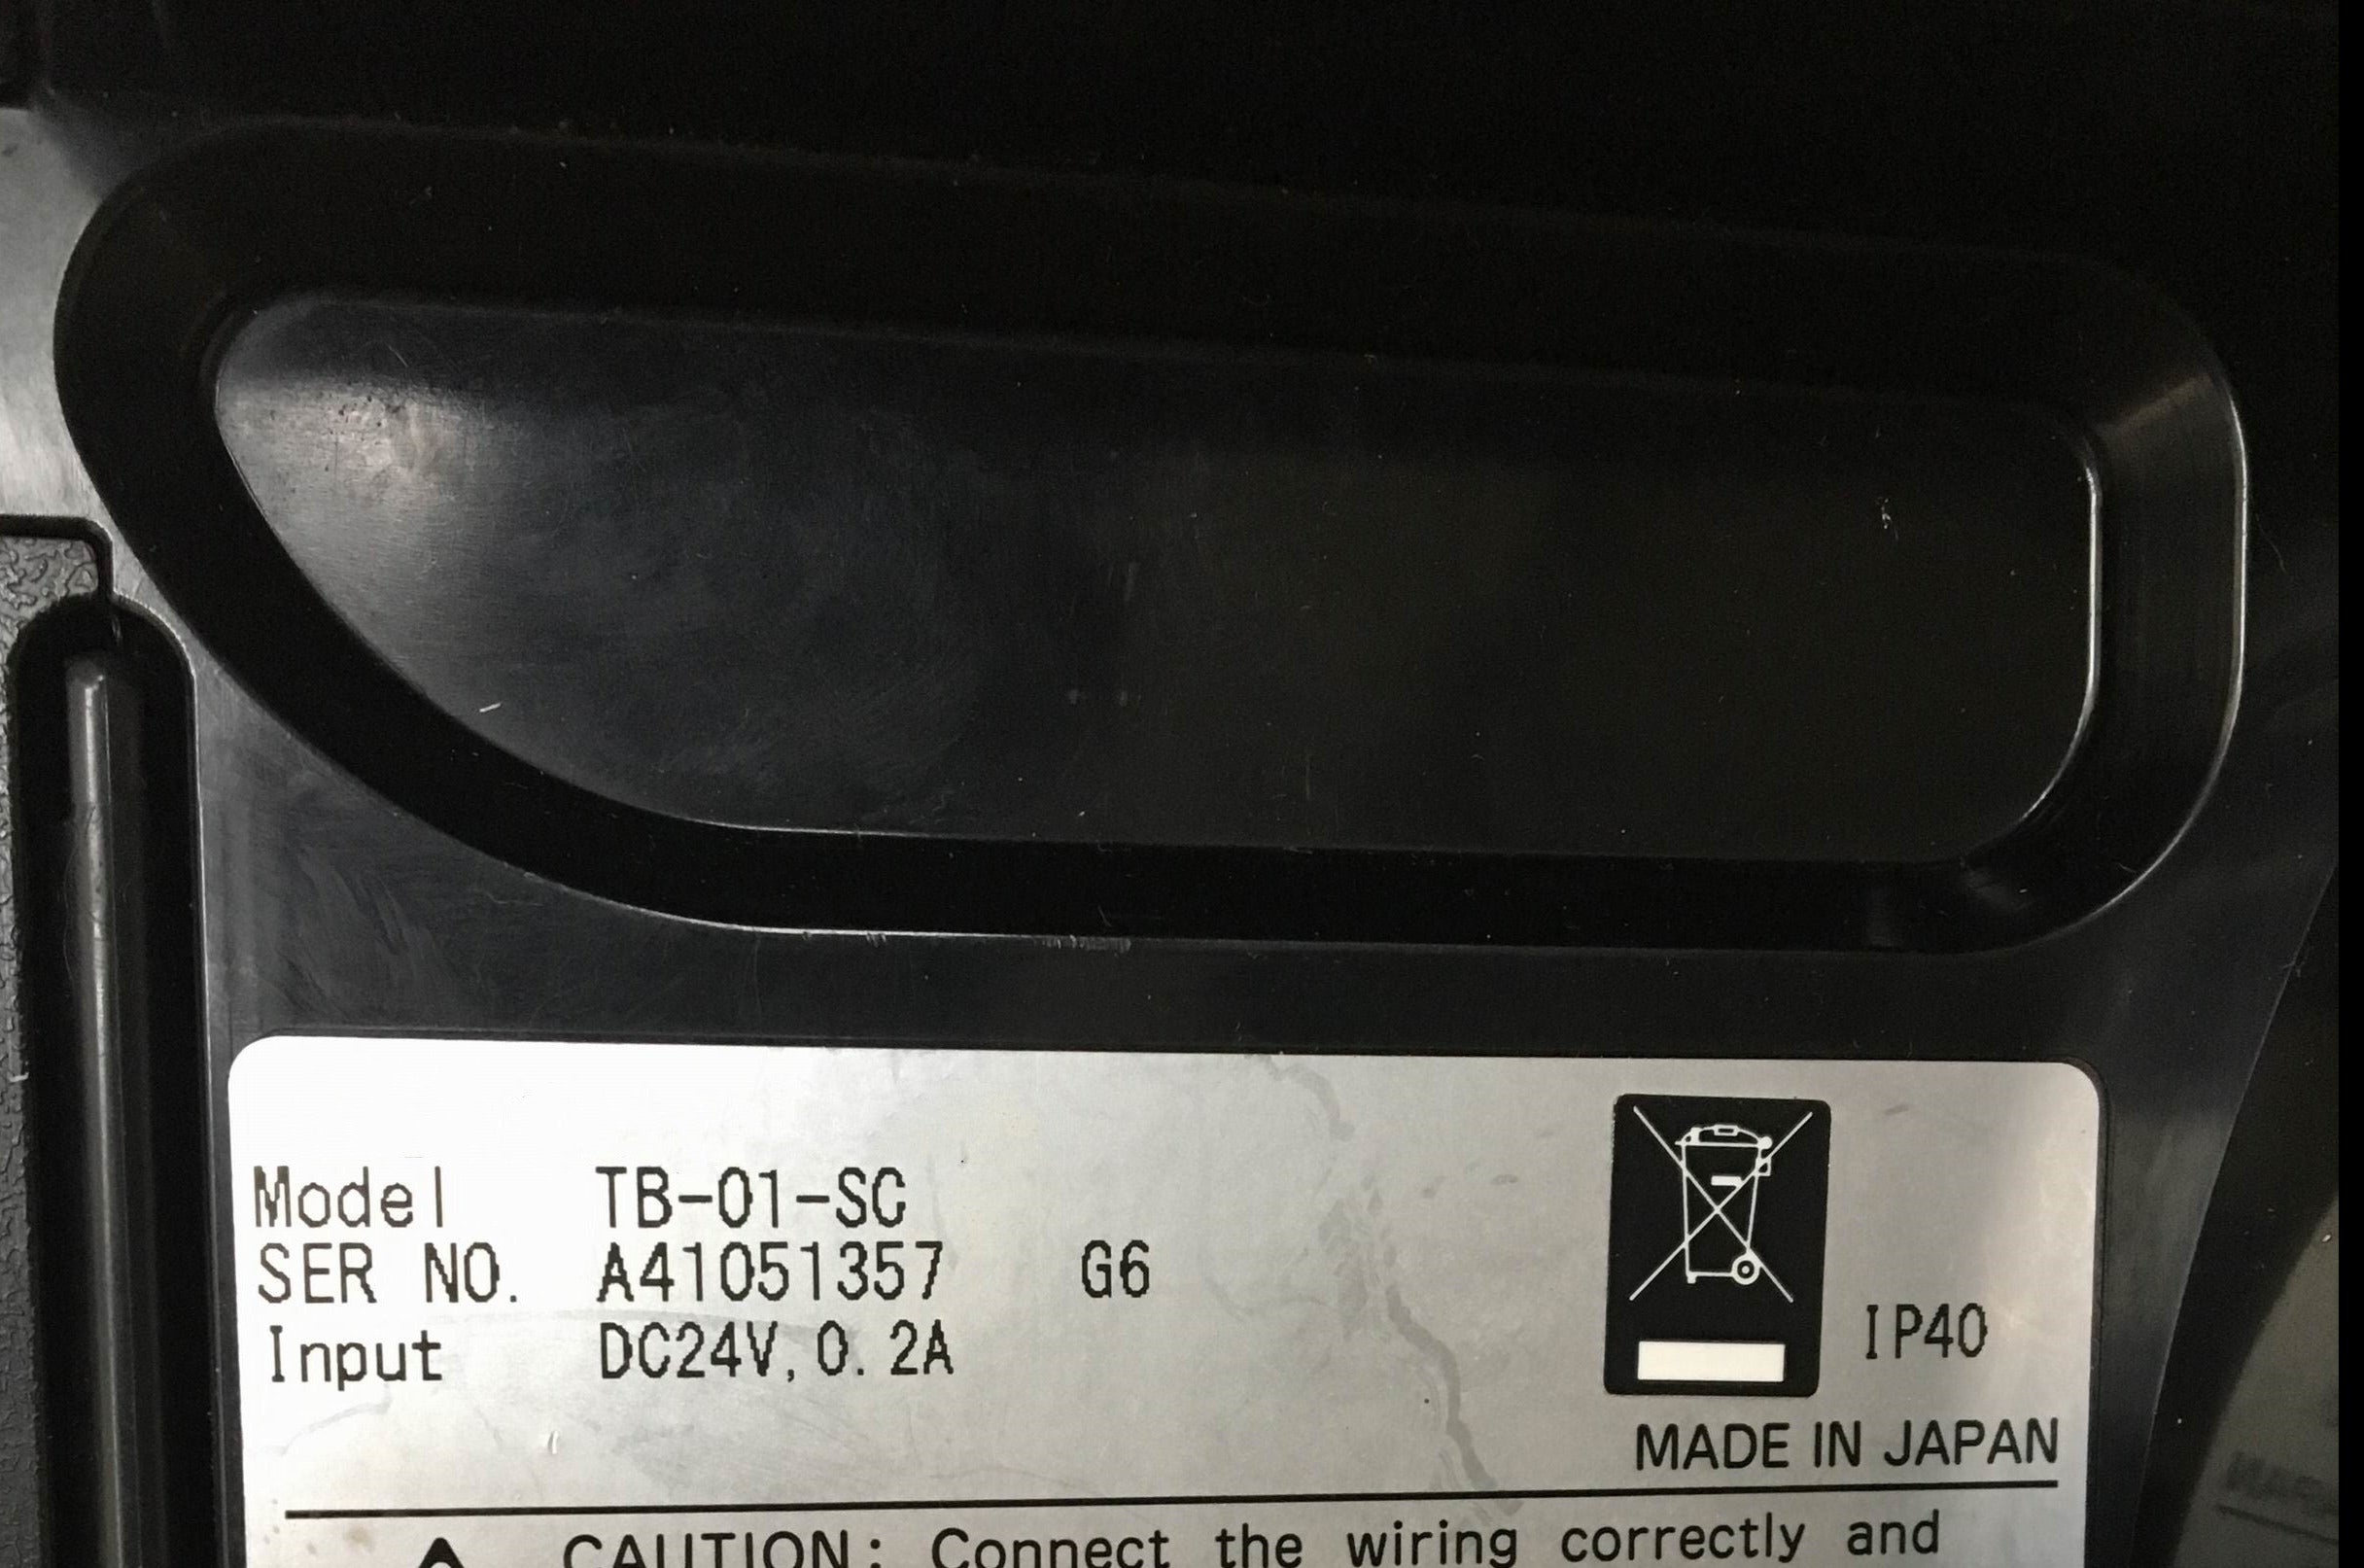 Model TB-01-SC
SER NO. A41051357 G6
Input DC24V, 0.2A
IP40
MADE IN JAPAN
CAUTION: Connect the wiring correctly and